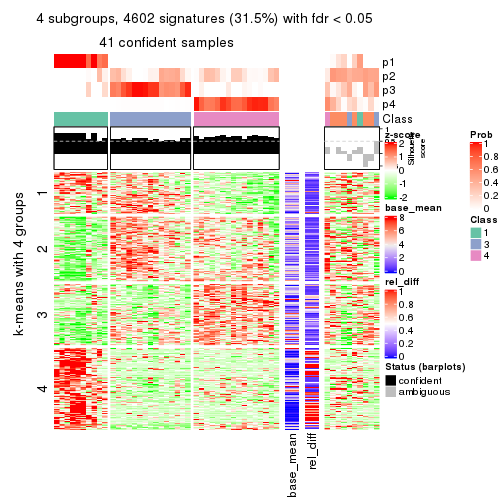 4 subgroups, 4602 signatures (31.5%) with fdr < 0.05
41 confident samples
p1
p2
p3
p4
Class
Silhouette
score
k-means with 4 groups
1
2
3
4
base_mean
rel_diff
z-score
2
1
0
-1
-2
base_mean
8
6
4
2
0
rel_diff
1
0.8
0.6
0.4
0.2
0
Status (barplots)
confident
ambiguous
Prob
1
0.8
0.6
0.4
0.2
0
Class
1
3
4